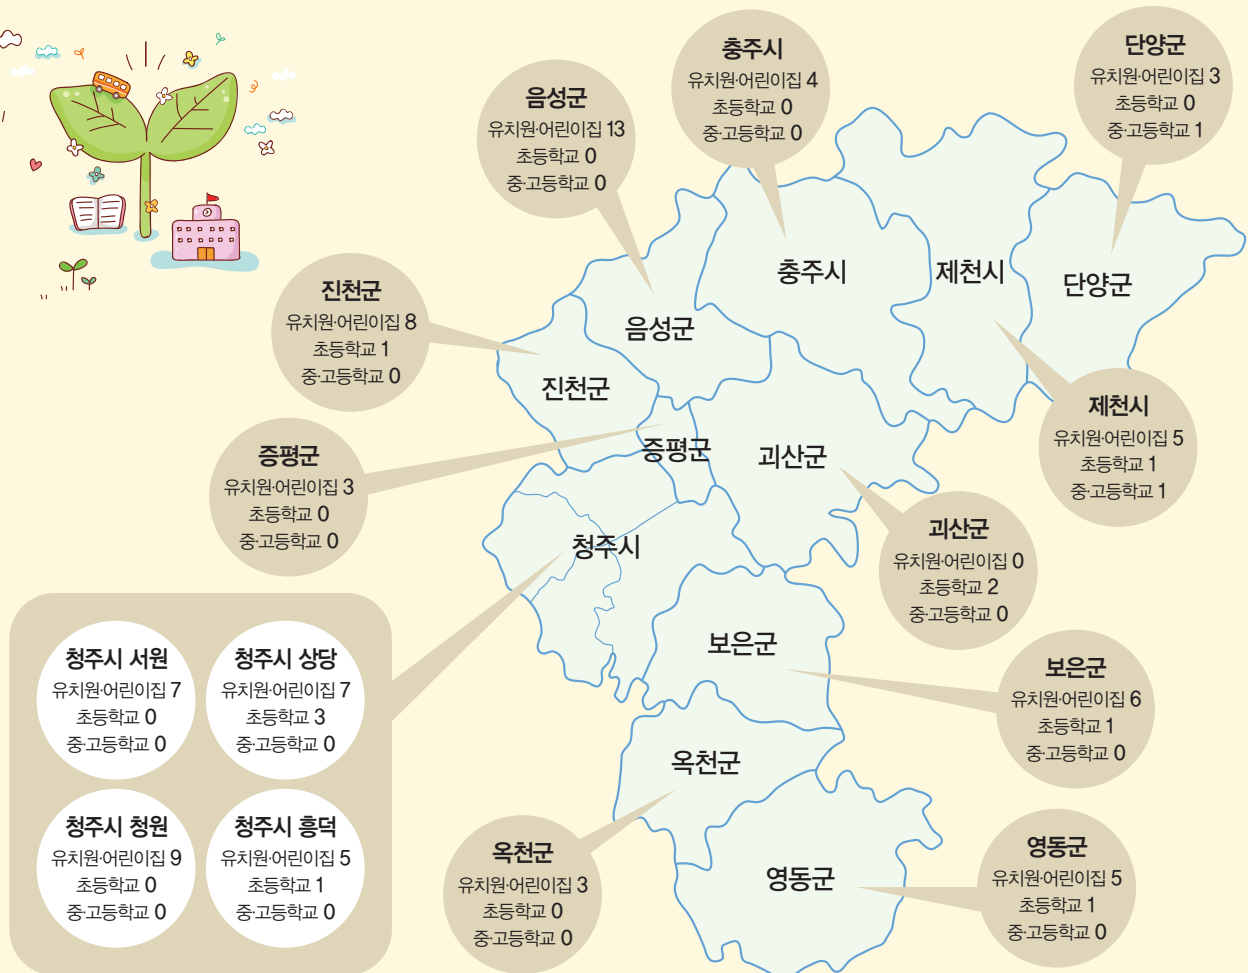 충주시
유치원·어린이집 4
초등학교 0
중·고등학교 0
단양군
유치원·어린이집 3
초등학교 0
중·고등학교 1
음성군
유치원·어린이집 13
초등학교 0
중·고등학교 0
진천군
유치원·어린이집 8
초등학교 1
중·고등학교 0
증평군
유치원·어린이집 3
초등학교 0
중·고등학교 0
충주시
제천시
단양군
음성군
진천군
증평군
괴산군
청주시
보은군
옥천군
영동군
제천시
유치원·어린이집 5
초등학교 1
중·고등학교 1
괴산군
유치원·어린이집 0
초등학교 2
중·고등학교 0
보은군
유치원·어린이집 6
초등학교 1
중·고등학교 0
청주시 서원
유치원·어린이집 7
초등학교 0
중·고등학교 0
청주시 상당
유치원·어린이집 7
초등학교 3
중·고등학교 0
청주시 청원
유치원·어린이집 9
초등학교 0
중·고등학교 0
청주시 흥덕
유치원·어린이집 5
초등학교 1
중·고등학교 0
옥천군
유치원·어린이집 3
초등학교 0
중·고등학교 0
영동군
유치원·어린이집 5
초등학교 1
중·고등학교 0